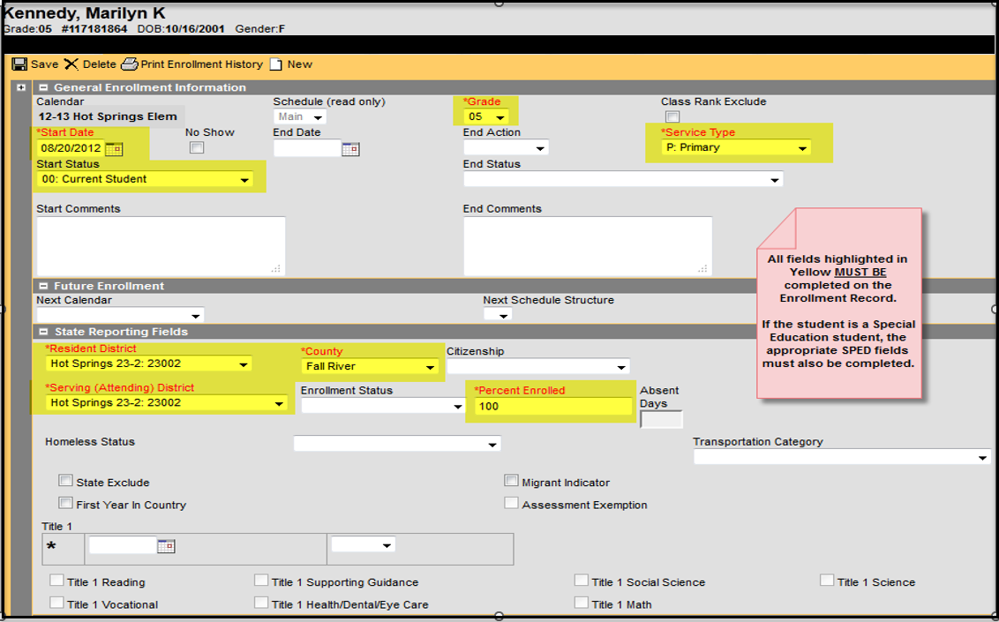 Kennedy, Marilyn K
Grade:05 #117181864 DOB:10/16/2001 Gender:F
Save Delete Print Enrollment History New
General Enrollment Information
Calendar Schedule (read only) *Grade Class Rank Exclude
12-13 Hot Springs Elem Main 05
*Start Date No Show End Date End Action *Service Type
08/20/2012 P: Primary
Start Status End Status
00: Current Student
Start Comments End Comments
All fields highlighted in
Yellow MUST BE
completed on the
Enrollment Record.
If the student is a Special
Education student, the
appropriate SPED fields
must also be completed.
Future Enrollment
Next Calendar Next Schedule Structure
State Reporting Fields
*Resident District *County Citizenship
Hot Springs 23-2: 23002 Fall River
*Serving (Attending) District Enrollment Status *Percent Enrolled Absent
Days
Hot Springs 23-2: 23002 100
Homeless Status Transportation Category
State Exclude Migrant Indicator
First Year In Country Assessment Exemption
Title 1
*
Title 1 Reading Title 1 Supporting Guidance Title 1 Social Science Title 1 Science
Title 1 Vocational Title 1 Health/Dental/Eye Care Title 1 Math